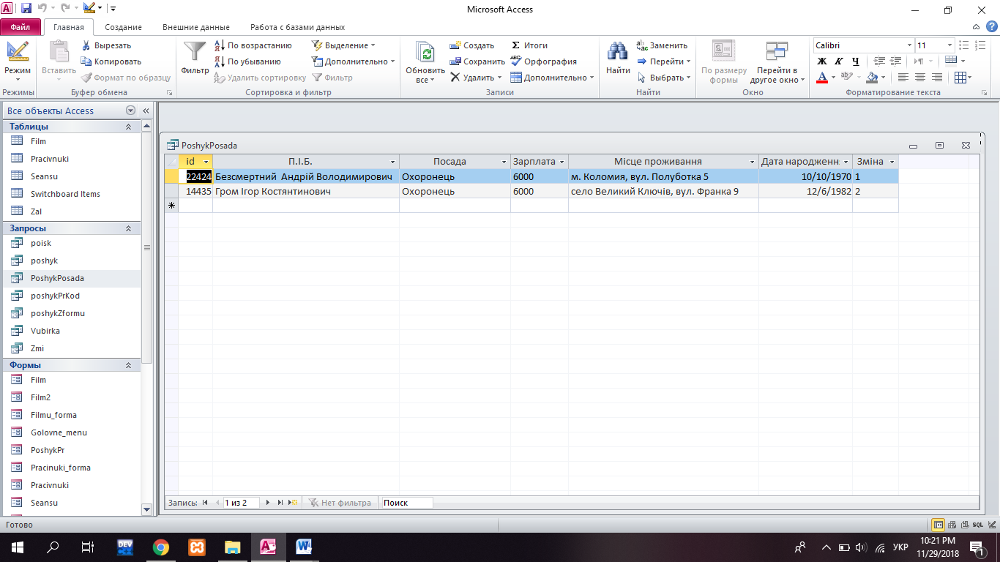 Microsoft Access
Файл Главная Создание Внешние данные Работа с базами данных
Режим
Режимы
Вставить
Вырезать
Копировать
Формат по образцу
Буфер обмена
Фильтр
По возрастанию
По убыванию
Удалить сортировку
Выделение
Дополнительно
Фильтр
Сортировка и фильтр
Обновить
все
Создать
Сохранить
Удалить
Итоги
Орфография
Дополнительно
Записи
Найти
Заменить
Перейти
Выбрать
Найти
По размеру
формы
Перейти в
другое окно
Окно
Calibri 11
Ж К Ч
Форматирование текста
Все объекты Access
Таблицы
Film
Pracivnuki
Seansu
Switchboard Items
Zal
Запросы
poisk
poshyk
PoshykPosada
poshykPrKod
poshykZformu
Vubirka
Zmi
Формы
Film
Film2
Filmu_forma
Golovne_menu
PoshykPr
Pracinuki_forma
Pracivnuki
Seansu
PoshykPosada
id П.І.Б. Посада Зарплата Місце проживання Дата народженн Зміна
22424 Безсмертний Андрій Володимирович Охоронець 6000 м. Коломия, вул. Полуботка 5 10/10/1970 1
14435 Гром Ігор Костянтинович Охоронець 6000 село Великий Ключів, вул. Франка 9 12/6/1982 2
Запись: 1 из 2 Нет фильтра Поиск
Готово
SQL
DEV
УКР
10:21 PM
11/29/2018
1